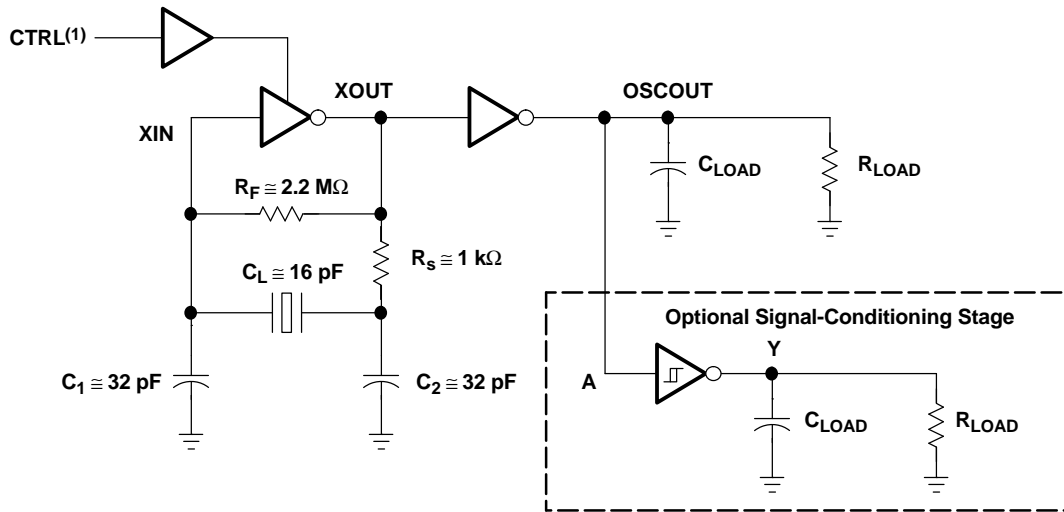 CTRL(1)
XIN
XOUT
OSCOUT
CLOAD
RLOAD
RF ≅ 2.2 MΩ
Rs ≅ 1 kΩ
CL ≅ 16 pF
C1 ≅ 32 pF
C2 ≅ 32 pF
Optional Signal-Conditioning Stage
A
Y
CLOAD
RLOAD